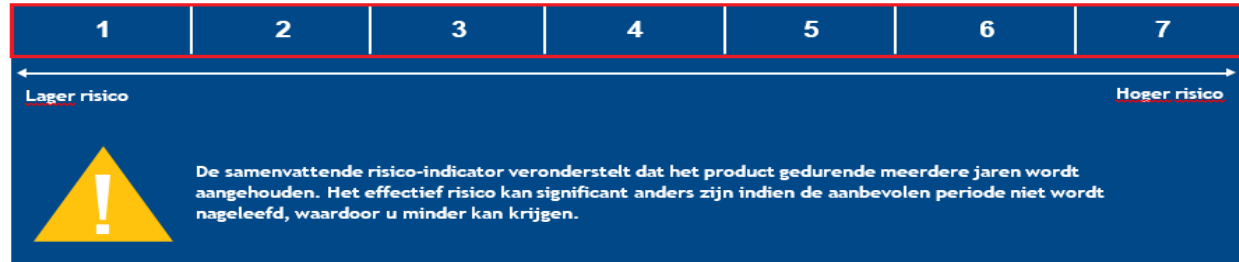 1 2 3 4 5 6 7
Lager risico Hoger risico
!
De samenvattende risico-indicator veronderstelt dat het product gedurende meerdere jaren wordt
aangehouden. Het effectief risico kan significant anders zijn indien de aanbevolen periode niet wordt
nageleefd, waardoor u minder kan krijgen.